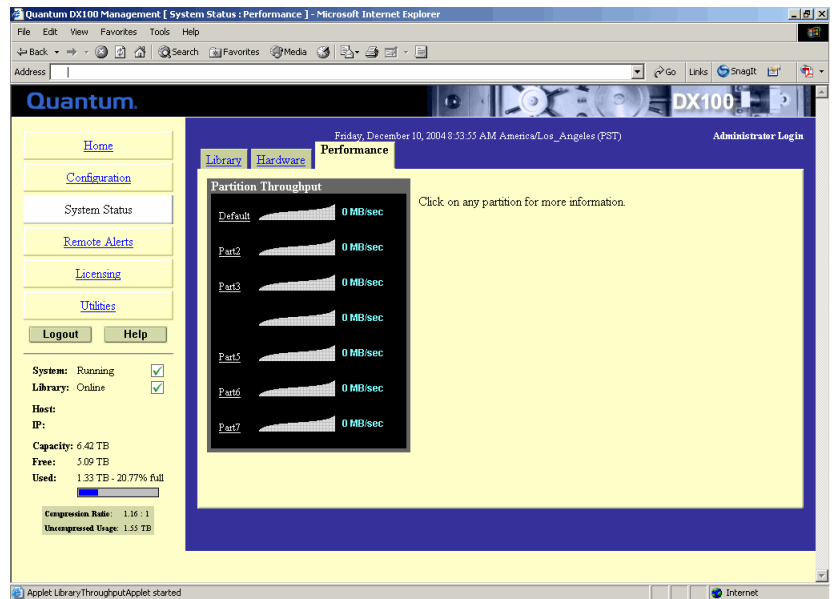 Quantum DX100 Management [ System Status : Performance ] - Microsoft Internet Explorer
File Edit View Favorites Tools Help
Back Search Favorites Media
Address Go Links SnagIt
Quantum. DX100
Friday, December 10, 2004 8:53:55 AM America/Los_Angeles (PST) Administrator Login
Home
Configuration
System Status
Remote Alerts
Licensing
Utilities
Logout Help
System: Running
Library: Online
Host:
IP:
Capacity: 6.42 TB
Free: 5.09 TB
Used: 1.33 TB - 20.77% full
Compression Ratio: 1.16 : 1
Uncompressed Usage: 1.55 TB
Library Hardware Performance
Partition Throughput
Default 0 MB/sec
Part2 0 MB/sec
Part3 0 MB/sec
0 MB/sec
Part5 0 MB/sec
Part6 0 MB/sec
Part7 0 MB/sec
Click on any partition for more information.
Applet LibraryThroughputApplet started Internet